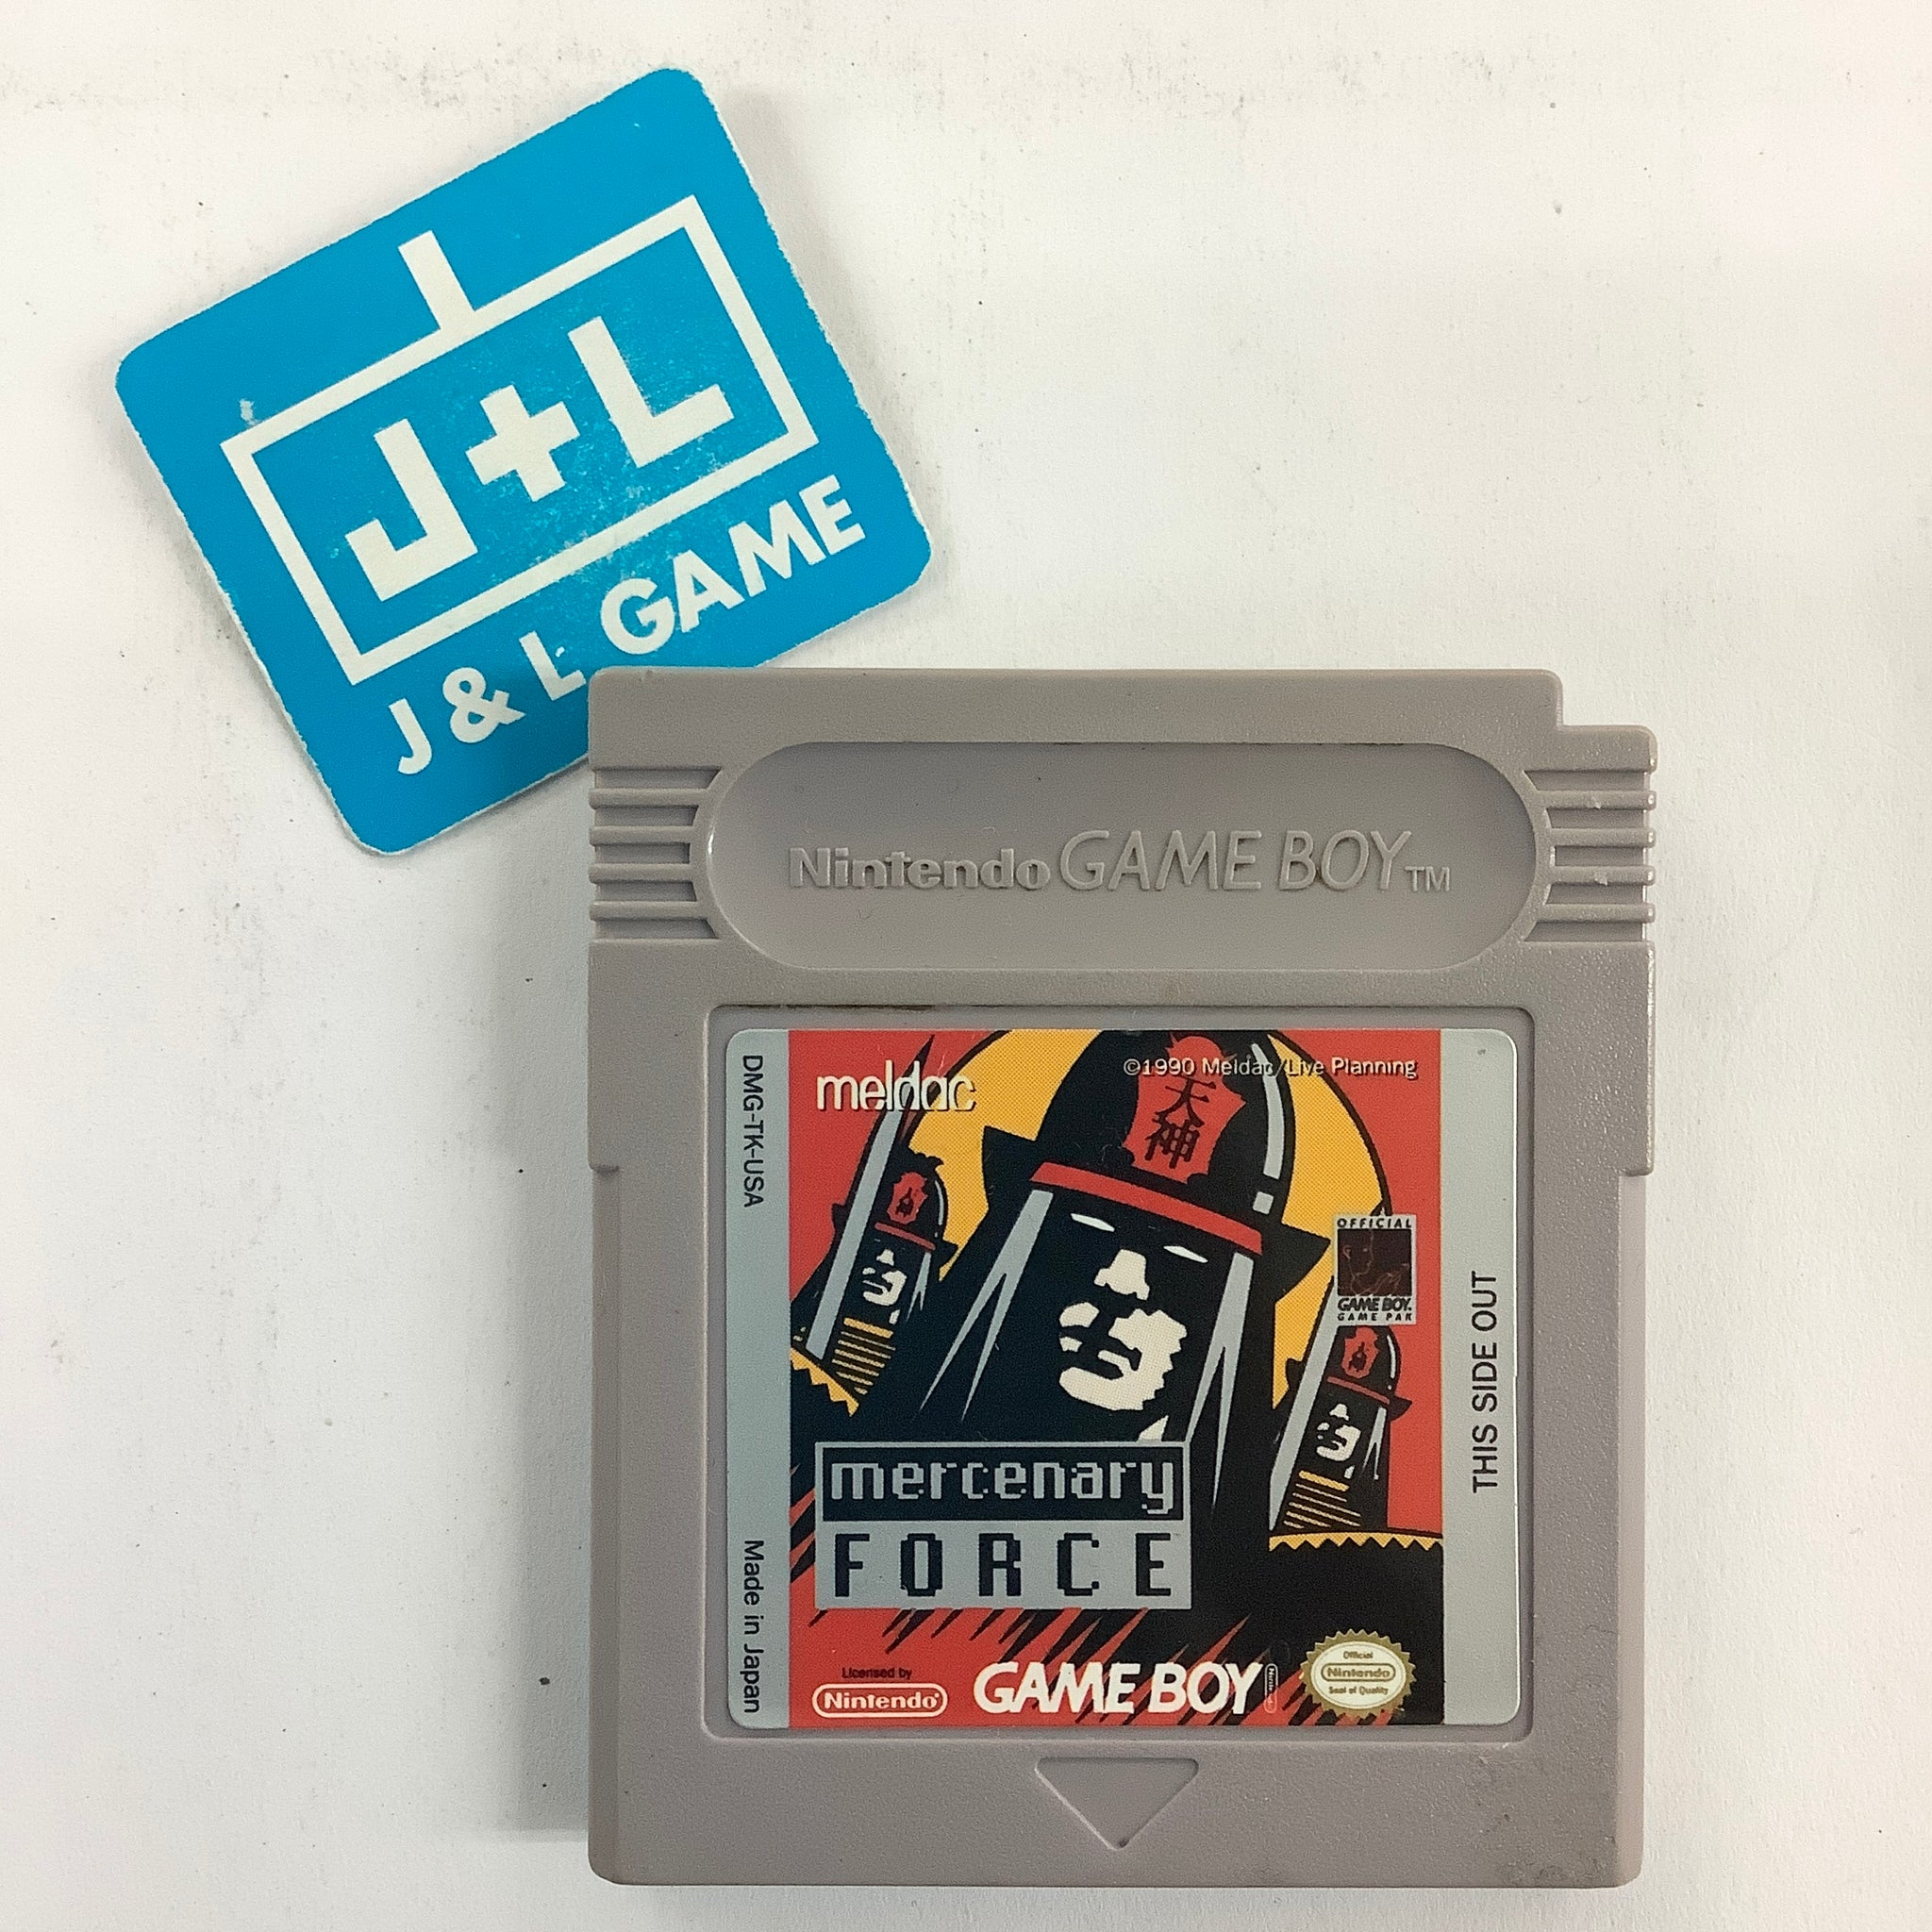 J+L
J & L GAME
Nintendo GAME BOY TM
DMG-TK-USA
Made in Japan
meldac
©1990 Meldac/Live Planning
天神
OFFICIAL
GAME BOY
GAME PAK
THIS SIDE OUT
mercenary
FORCE
Licensed by
Nintendo®
GAME BOY
Official
Nintendo
Seal of Quality